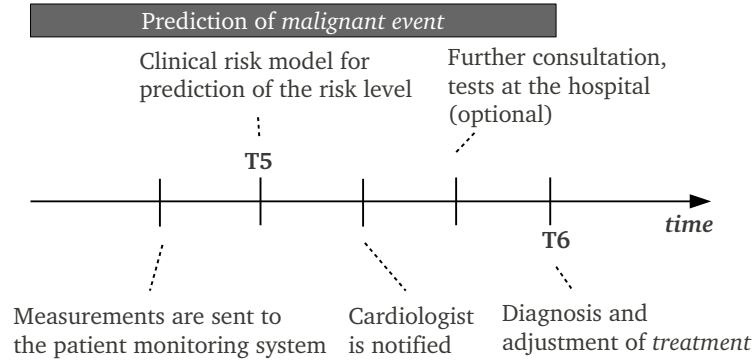 Prediction of malignant event
Clinical risk model for
prediction of the risk level
Further consultation,
tests at the hospital
(optional)
T5
time
T6
Measurements are sent to
the patient monitoring system
Cardiologist
is notified
Diagnosis and
adjustment of treatment